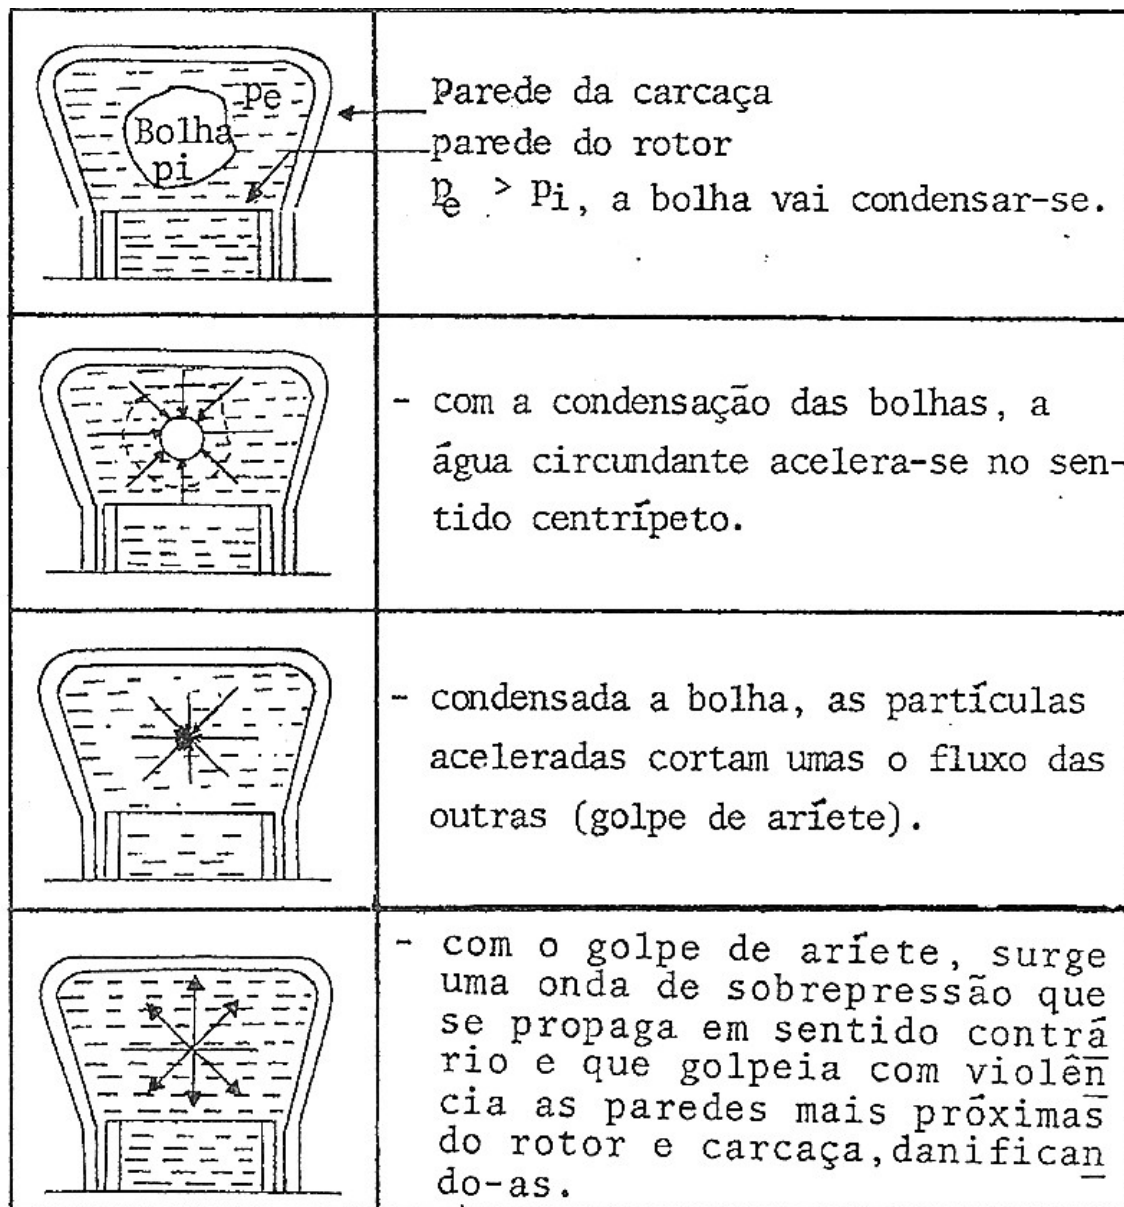 pe
Bolha
pi
Parede da carcaça
parede do rotor
pe > pi, a bolha vai condensar-se.
- com a condensação das bolhas, a
água circundante acelera-se no sen-
tido centrípeto.
- condensada a bolha, as partículas
aceleradas cortam umas o fluxo das
outras (golpe de aríete).
- com o golpe de aríete, surge
uma onda de sobrepressão que
se propaga em sentido contrá
rio e que golpeia com violên
cia as paredes mais próximas
do rotor e carcaça,danifican
do-as.